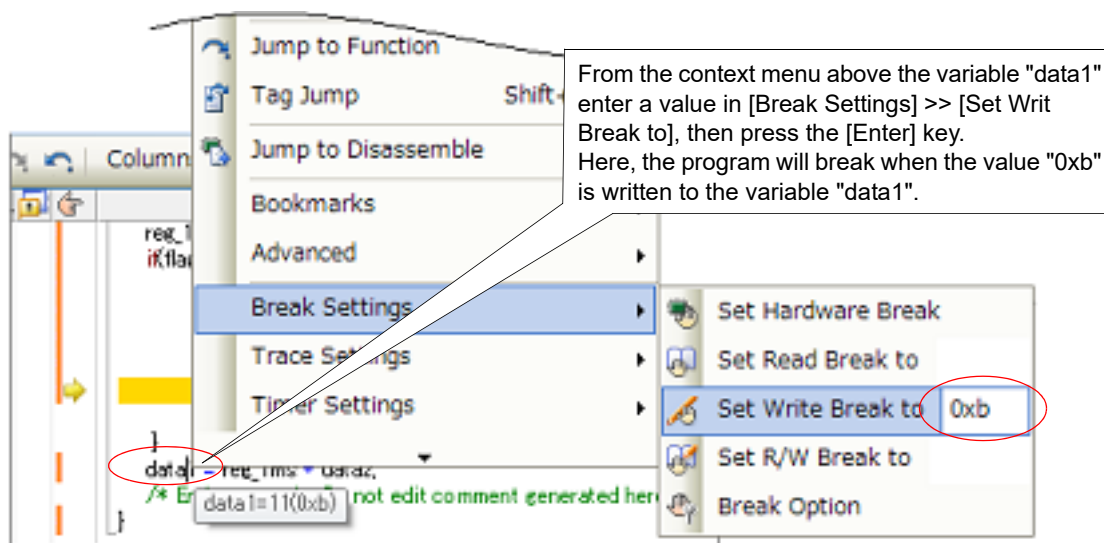 Jump to Function
Tag Jump Shift+
Jump to Disassemble
Bookmarks
Advanced
Break Settings
Trace Settings
Timer Settings
From the context menu above the variable "data1"
enter a value in [Break Settings] >> [Set Writ
Break to], then press the [Enter] key.
Here, the program will break when the value "0xb"
is written to the variable "data1".
Set Hardware Break
Set Read Break to
Set Write Break to 0xb
Set R/W Break to
Break Option
Column
reg_1
if(flag
}
data1 = reg_1ms * data2;
/* not edit comment generated here
data1=11(0xb)
}